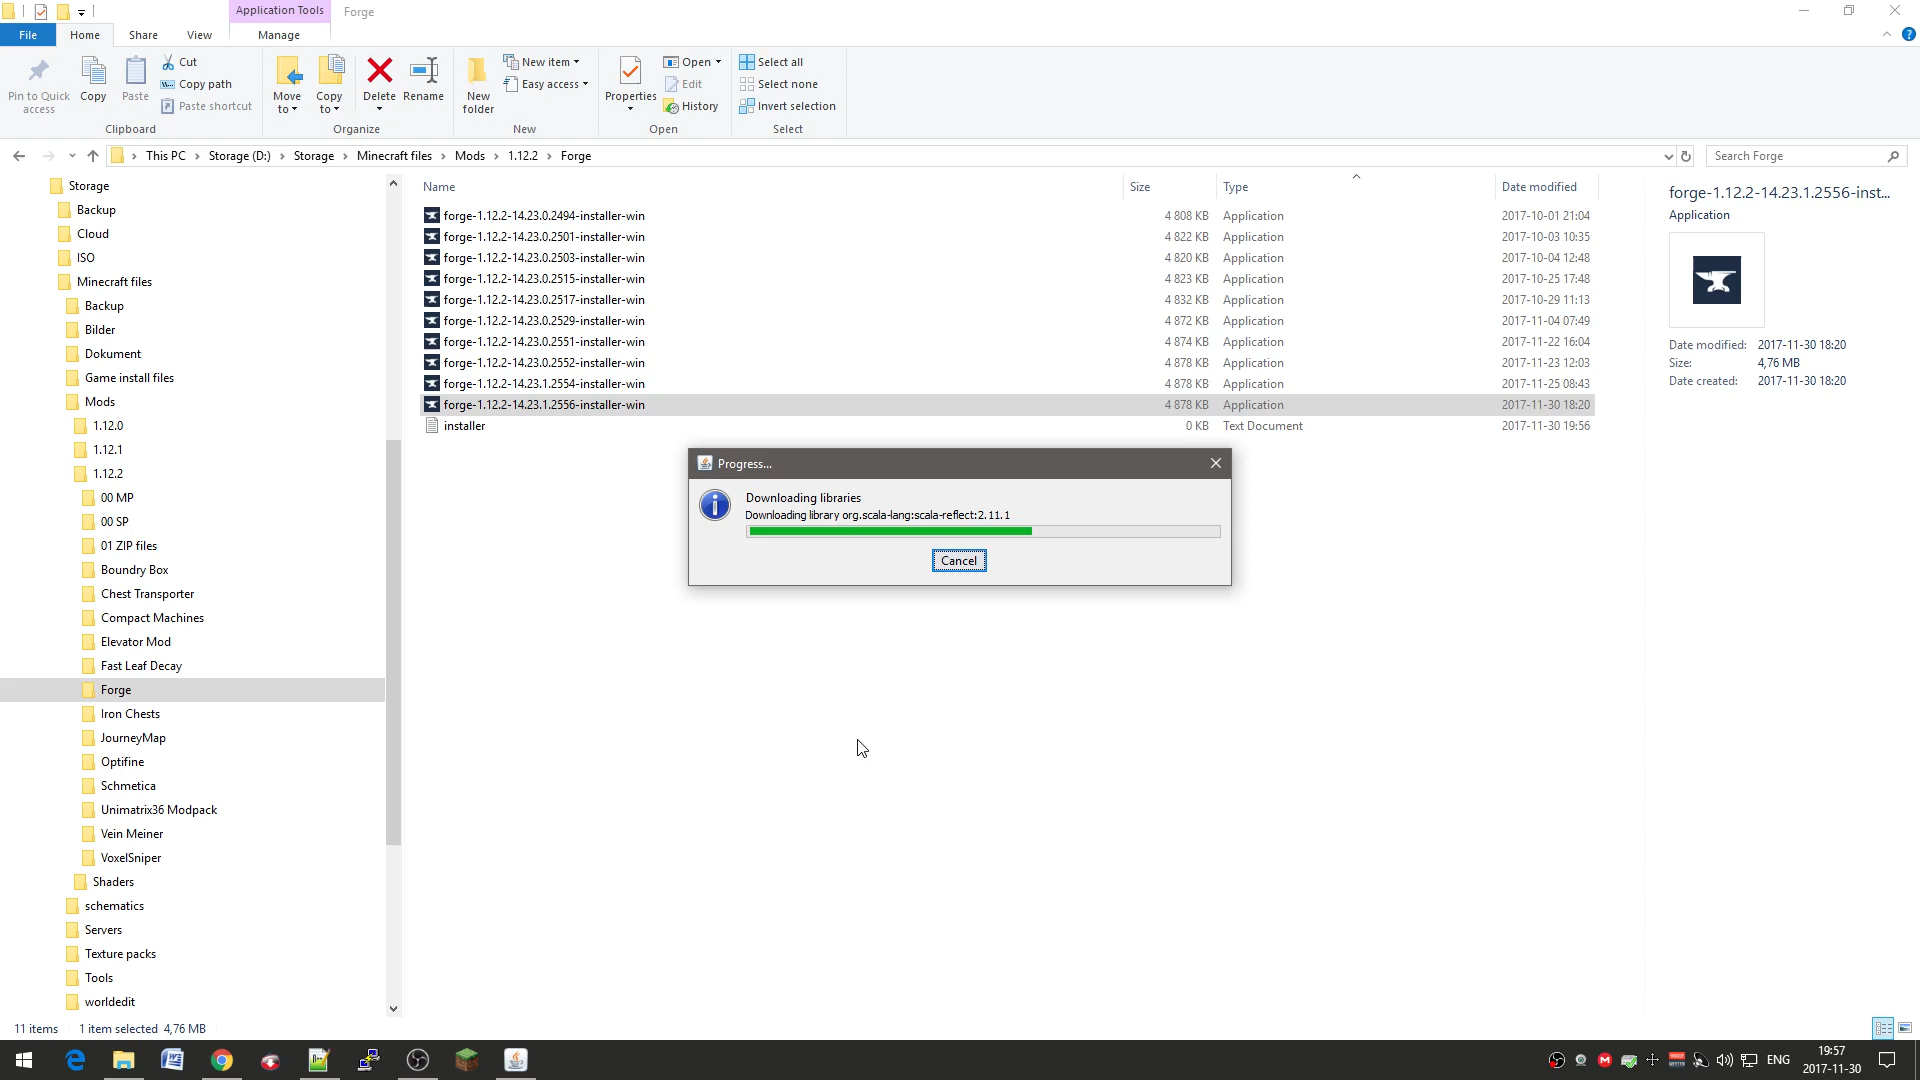 Application Tools
Forge
File
Home
Share
View
Manage
Pin to Quick access
Copy
Paste
Cut
Copy path
Paste shortcut
Clipboard
Move to
Copy to
Delete
Rename
Organize
New folder
New item
Easy access
New
Properties
Open
Edit
History
Open
Select all
Select none
Invert selection
Select
This PC > Storage (D:) > Storage > Minecraft files > Mods > 1.12.2 > Forge
Search Forge
Storage
Backup
Cloud
ISO
Minecraft files
Backup
Bilder
Dokument
Game install files
Mods
1.12.0
1.12.1
1.12.2
00 MP
00 SP
01 ZIP files
Boundry Box
Chest Transporter
Compact Machines
Elevator Mod
Fast Leaf Decay
Forge
Iron Chests
JourneyMap
Optifine
Schmetica
Unimatrix36 Modpack
Vein Meiner
VoxelSniper
Shaders
schematics
Servers
Texture packs
Tools
worldedit
Name Size Type Date modified
forge-1.12.2-14.23.0.2494-installer-win 4 808 KB Application 2017-10-01 21:04
forge-1.12.2-14.23.0.2501-installer-win 4 822 KB Application 2017-10-03 10:35
forge-1.12.2-14.23.0.2503-installer-win 4 820 KB Application 2017-10-04 12:48
forge-1.12.2-14.23.0.2515-installer-win 4 823 KB Application 2017-10-25 17:48
forge-1.12.2-14.23.0.2517-installer-win 4 832 KB Application 2017-10-29 11:13
forge-1.12.2-14.23.0.2529-installer-win 4 872 KB Application 2017-11-04 07:49
forge-1.12.2-14.23.0.2551-installer-win 4 874 KB Application 2017-11-22 16:04
forge-1.12.2-14.23.0.2552-installer-win 4 878 KB Application 2017-11-23 12:03
forge-1.12.2-14.23.1.2554-installer-win 4 878 KB Application 2017-11-25 08:43
forge-1.12.2-14.23.1.2556-installer-win 4 878 KB Application 2017-11-30 18:20
installer 0 KB Text Document 2017-11-30 19:56
Progress...
Downloading libraries
Downloading library org.scala-lang:scala-reflect:2.11.1
Cancel
forge-1.12.2-14.23.1.2556-inst...
Application
Date modified: 2017-11-30 18:20
Size: 4,76 MB
Date created: 2017-11-30 18:20
11 items 1 item selected 4,76 MB
ENG
19:57
2017-11-30